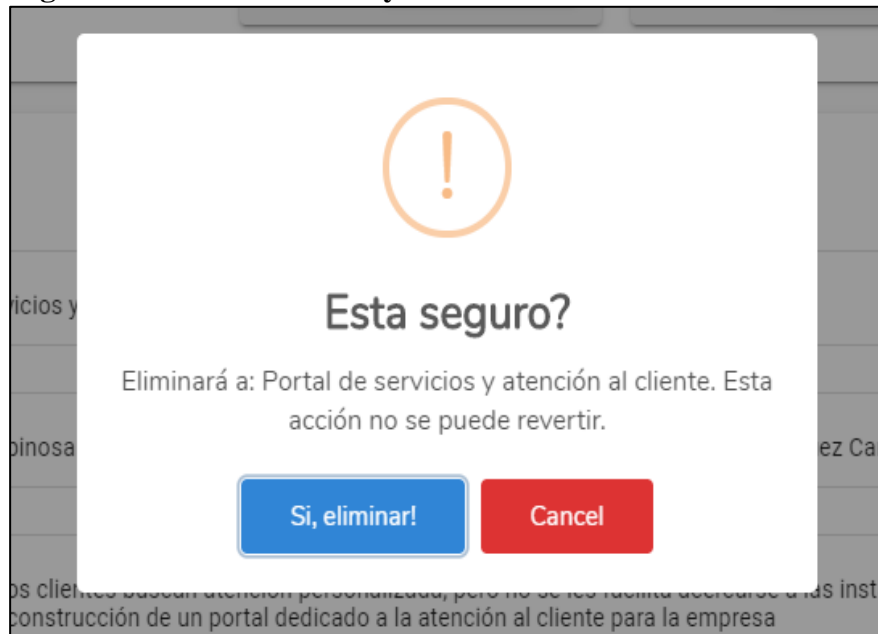 Esta seguro?
Eliminará a: Portal de servicios y atención al cliente. Esta
acción no se puede revertir.
Si, eliminar!
Cancel
construcción de un portal dedicado a la atención al cliente para la empresa